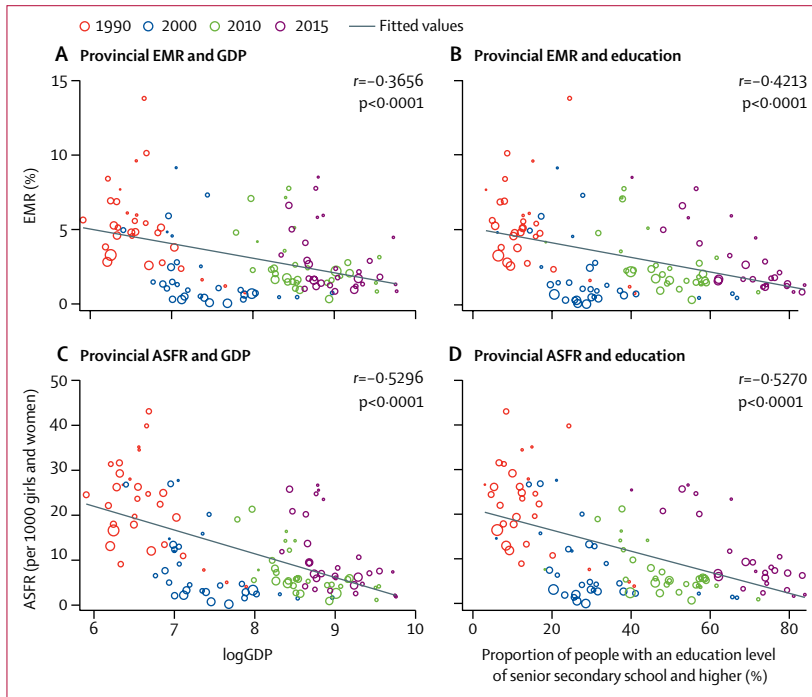 1990 2000 2010 2015 Fitted values
A Provincial EMR and GDP
r=–0·3656
p<0·0001
EMR (%)
15
10
5
0
B Provincial EMR and education
r=–0·4213
p<0·0001
C Provincial ASFR and GDP
r=–0·5296
p<0·0001
ASFR (per 1000 girls and women)
50
40
30
20
10
0
6 7 8 9 10
logGDP
D Provincial ASFR and education
r=–0·5270
p<0·0001
0 20 40 60 80
Proportion of people with an education level
of senior secondary school and higher (%)